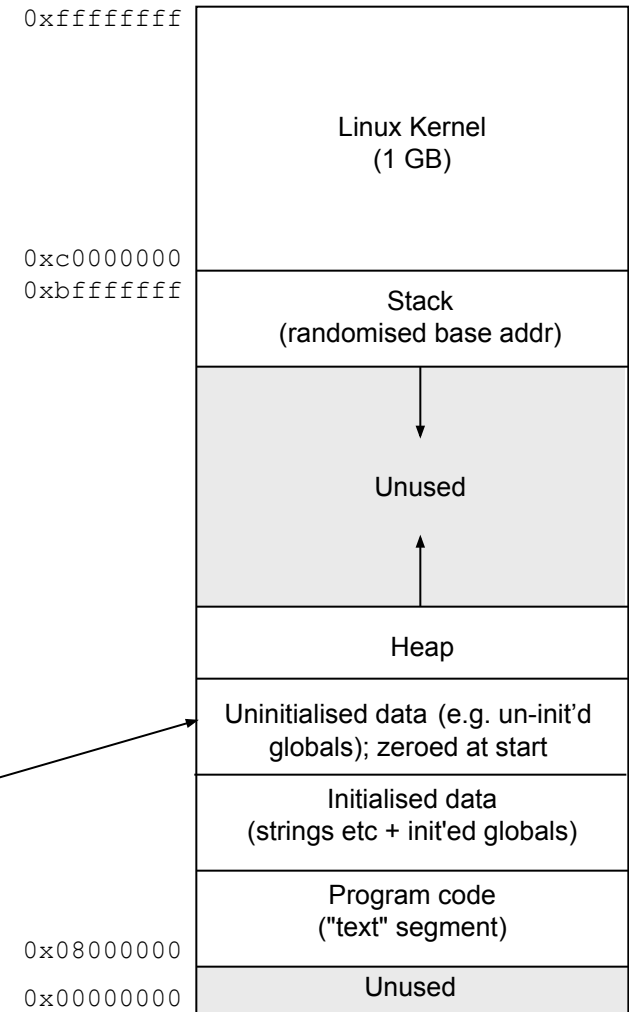 0xffffffff
Linux Kernel
(1 GB)
0xc0000000
0xbfffffff
Stack
(randomised base addr)
Unused
Heap
Uninitialised data (e.g. un-init’d
globals); zeroed at start
Initialised data
(strings etc + init'ed globals)
Program code
("text" segment)
0x08000000
Unused
0x00000000